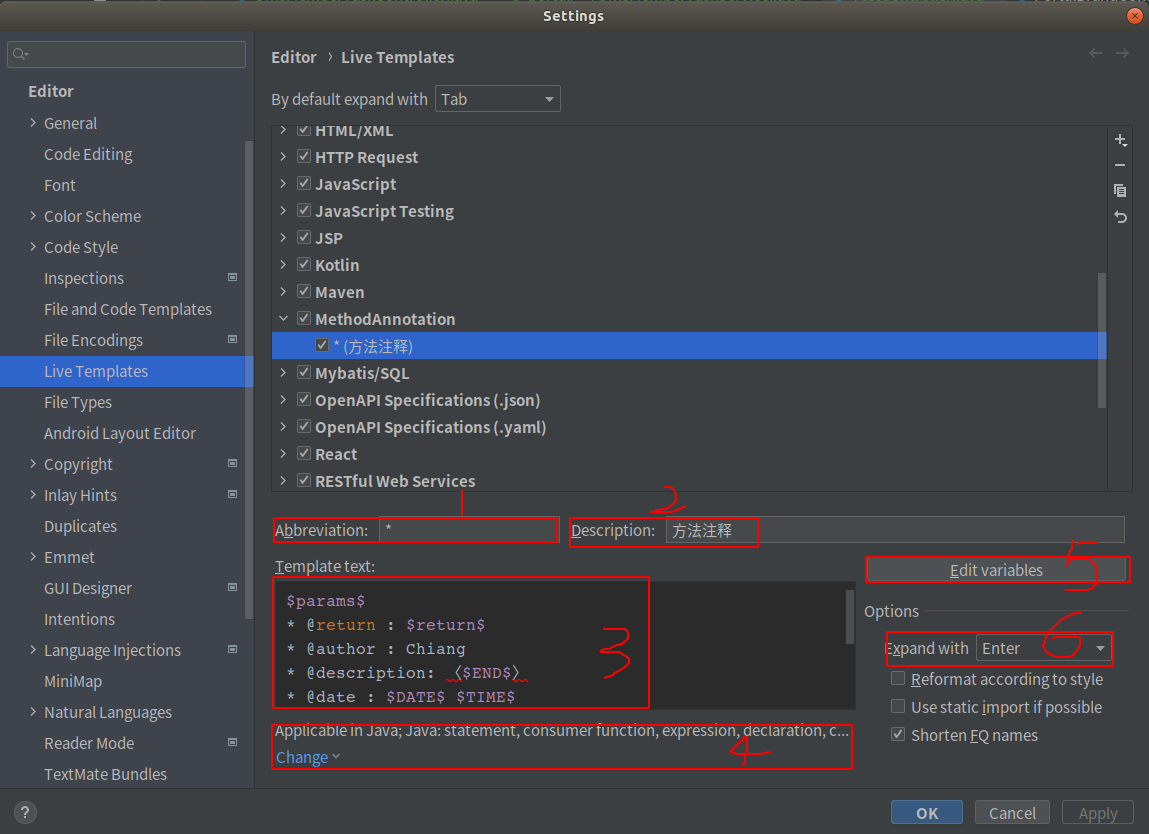 Settings
Editor
General
Code Editing
Font
Color Scheme
Code Style
Inspections
File and Code Templates
File Encodings
Live Templates
File Types
Android Layout Editor
Copyright
Inlay Hints
Duplicates
Emmet
GUI Designer
Intentions
Language Injections
MiniMap
Natural Languages
Reader Mode
TextMate Bundles
?
Editor › Live Templates
By default expand with Tab
HTML/XML
HTTP Request
JavaScript
JavaScript Testing
JSP
Kotlin
Maven
MethodAnnotation
* (方法注释)
Mybatis/SQL
OpenAPI Specifications (.json)
OpenAPI Specifications (.yaml)
React
RESTful Web Services
1
2
Abbreviation: * Description: 方法注释
Template text:
$params$
* @return : $return$
* @author : Chiang
* @description: 〈$END$〉
* @date : $DATE$ $TIME$
3
Applicable in Java; Java: statement, consumer function, expression, declaration, c...
Change
4
5
Edit variables
Options
Expand with Enter
6
Reformat according to style
Use static import if possible
Shorten FQ names
OK Cancel Apply